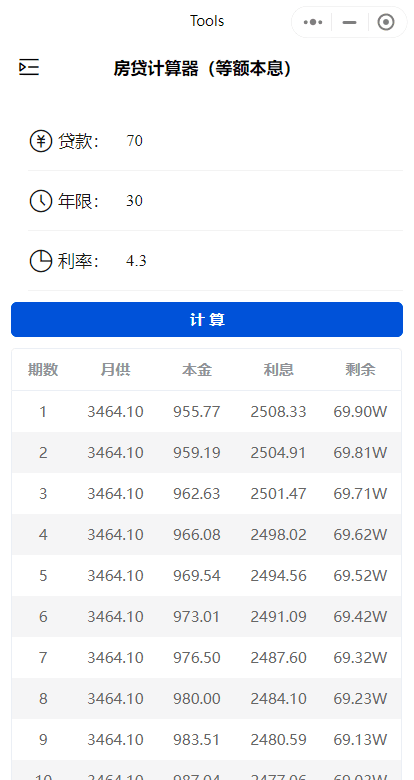 Tools
房贷计算器（等额本息）
贷款： 70
年限： 30
利率： 4.3
计 算
期数 月供 本金 利息 剩余
1 3464.10 955.77 2508.33 69.90W
2 3464.10 959.19 2504.91 69.81W
3 3464.10 962.63 2501.47 69.71W
4 3464.10 966.08 2498.02 69.62W
5 3464.10 969.54 2494.56 69.52W
6 3464.10 973.01 2491.09 69.42W
7 3464.10 976.50 2487.60 69.32W
8 3464.10 980.00 2484.10 69.23W
9 3464.10 983.51 2480.59 69.13W
10 3464.10 987.04 2477.06 69.03W